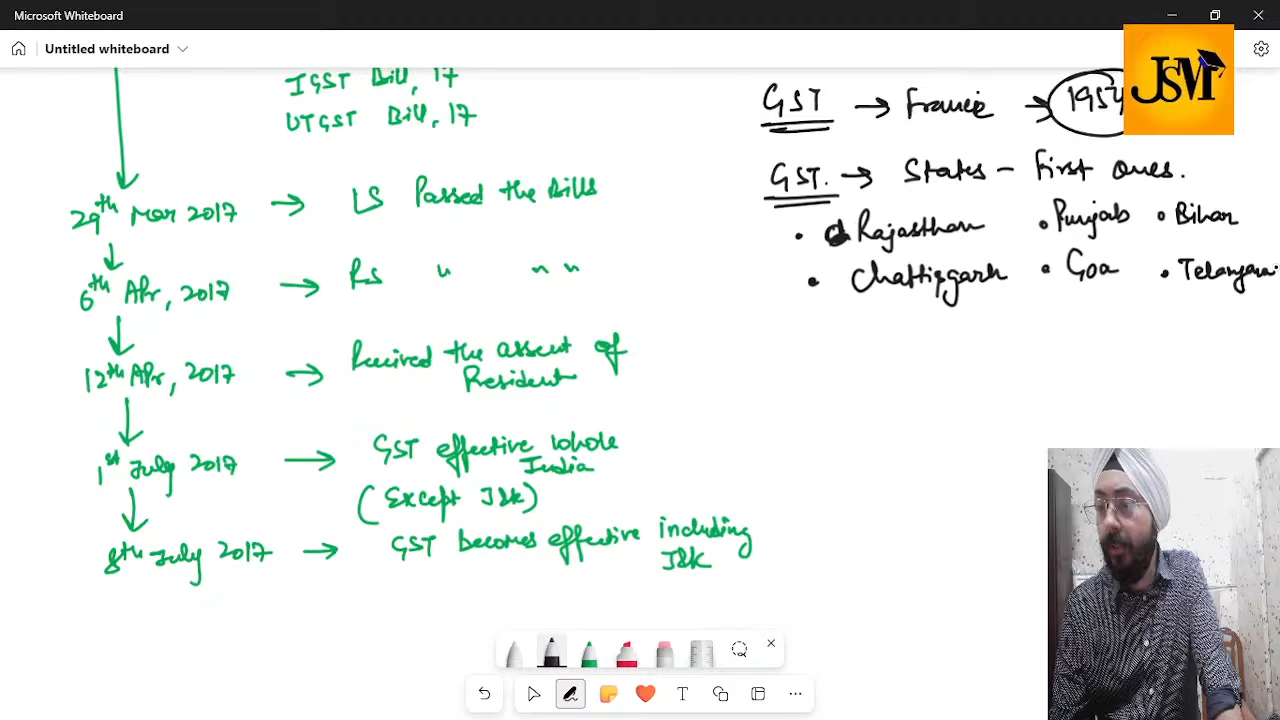 Microsoft Whiteboard
Untitled whiteboard
IGST Bill, 17
UTGST Bill, 17
29th Mar 2017 → LS Passed the Bills
6th Apr, 2017 → RS " " "
12th Apr, 2017 → Received the assent of
President
1st July 2017 → GST effective whole
India
(Except J&K)
8th July 2017 → GST becomes effective including
J&K
GST → France → 1954
GST. → States – First ones.
• Rajasthan • Punjab • Bihar
• Chattisgarh • Goa • Telangana
JSM